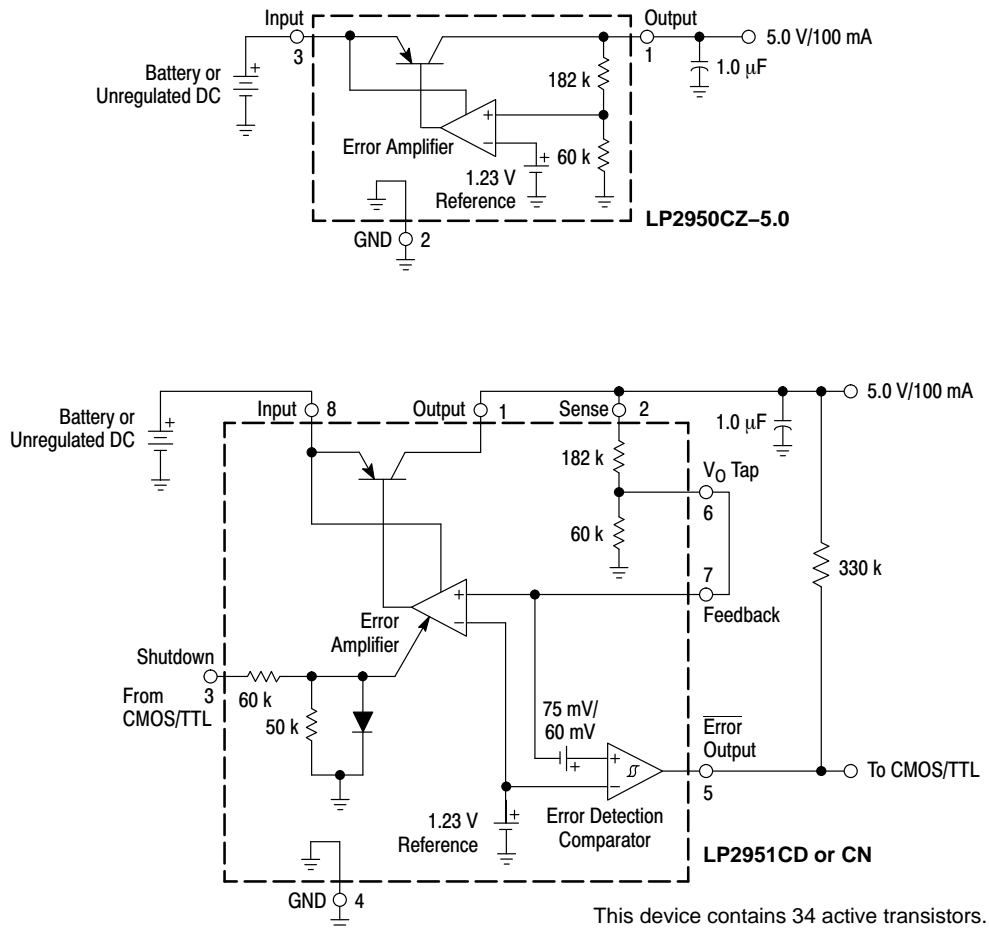 Input
3
Output
1
5.0 V/100 mA
1.0 μF
Battery or
Unregulated DC
+
182 k
+
−
Error Amplifier
60 k
+
1.23 V
Reference
GND
2
LP2950CZ–5.0
Input
8
Output
1
Sense
2
5.0 V/100 mA
Battery or
Unregulated DC
+
1.0 μF
182 k
VO Tap
6
60 k
330 k
7
Feedback
Error
Amplifier
+
−
Shutdown
3
From
CMOS/TTL
60 k
50 k
75 mV/
60 mV
+
+
−
Error
Output
5
To CMOS/TTL
1.23 V
Reference
+
Error Detection
Comparator
LP2951CD or CN
GND
4
This device contains 34 active transistors.